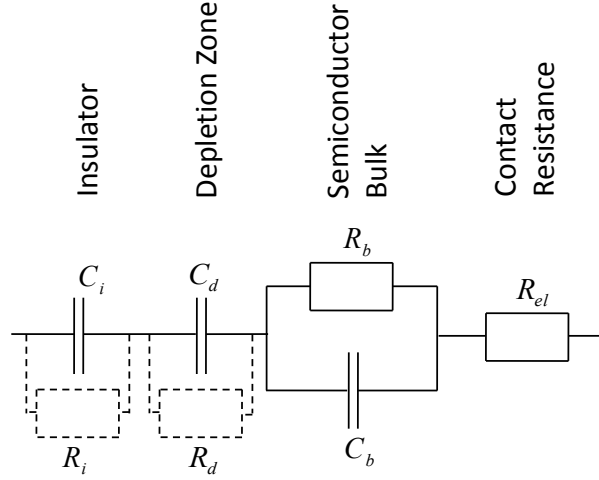 Insulator
Depletion Zone
Semiconductor
Bulk
Contact
Resistance
R_b
C_i
C_d
R_el
R_i
R_d
C_b